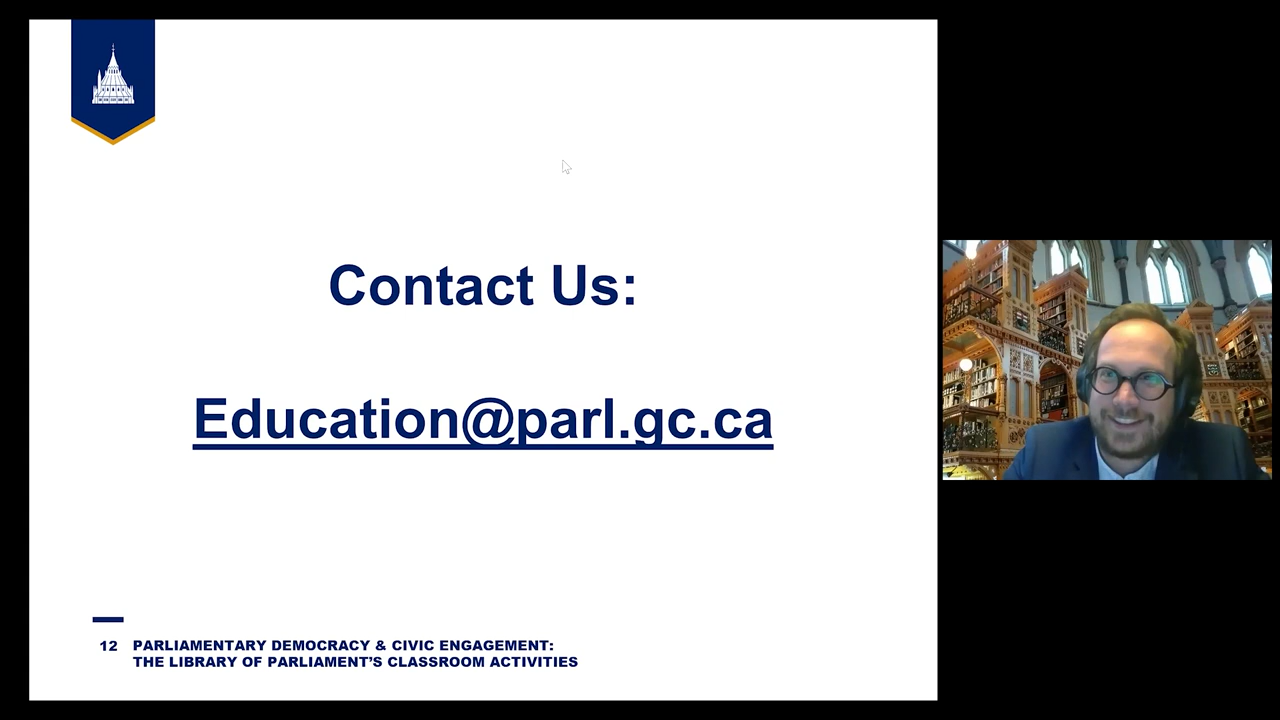 Contact Us:
Education@parl.gc.ca
12 PARLIAMENTARY DEMOCRACY & CIVIC ENGAGEMENT:
THE LIBRARY OF PARLIAMENT'S CLASSROOM ACTIVITIES